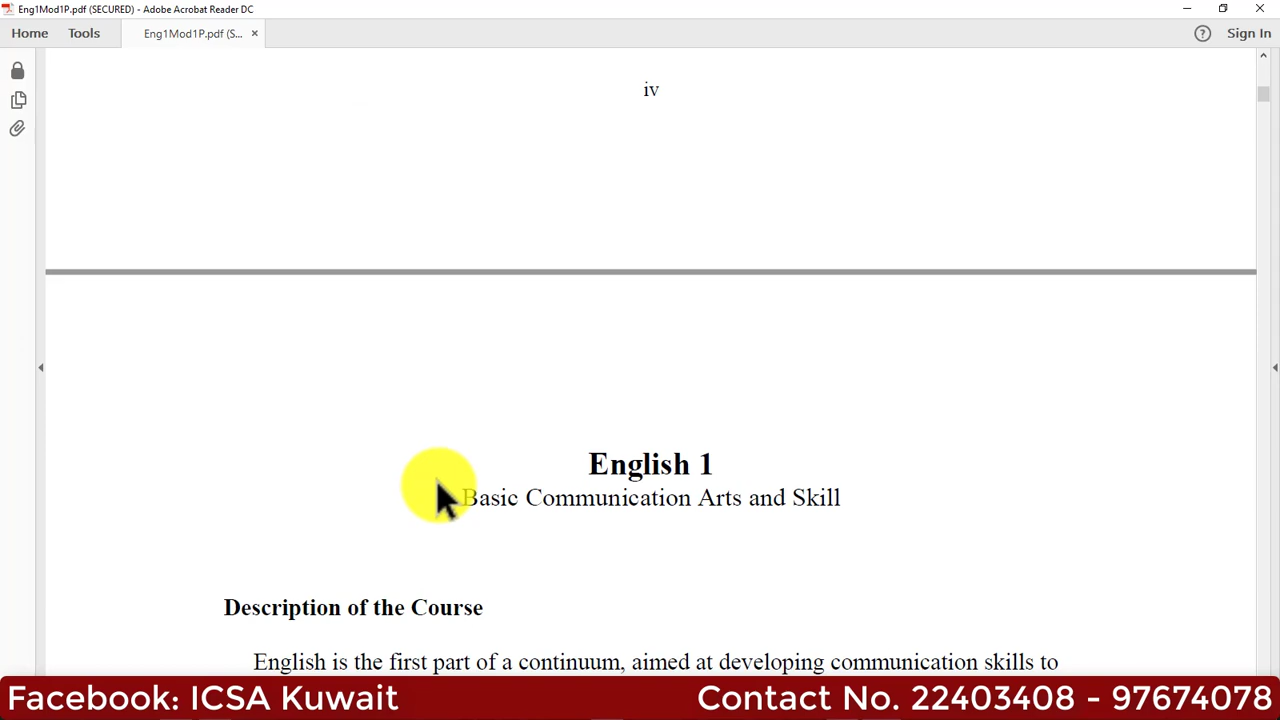 Eng1Mod1P.pdf (SECURED) - Adobe Acrobat Reader DC
Home Tools Eng1Mod1P.pdf (S... × ? Sign In
iv
English 1
Basic Communication Arts and Skill
Description of the Course
English is the first part of a continuum, aimed at developing communication skills to
Facebook: ICSA Kuwait Contact No. 22403408 - 97674078